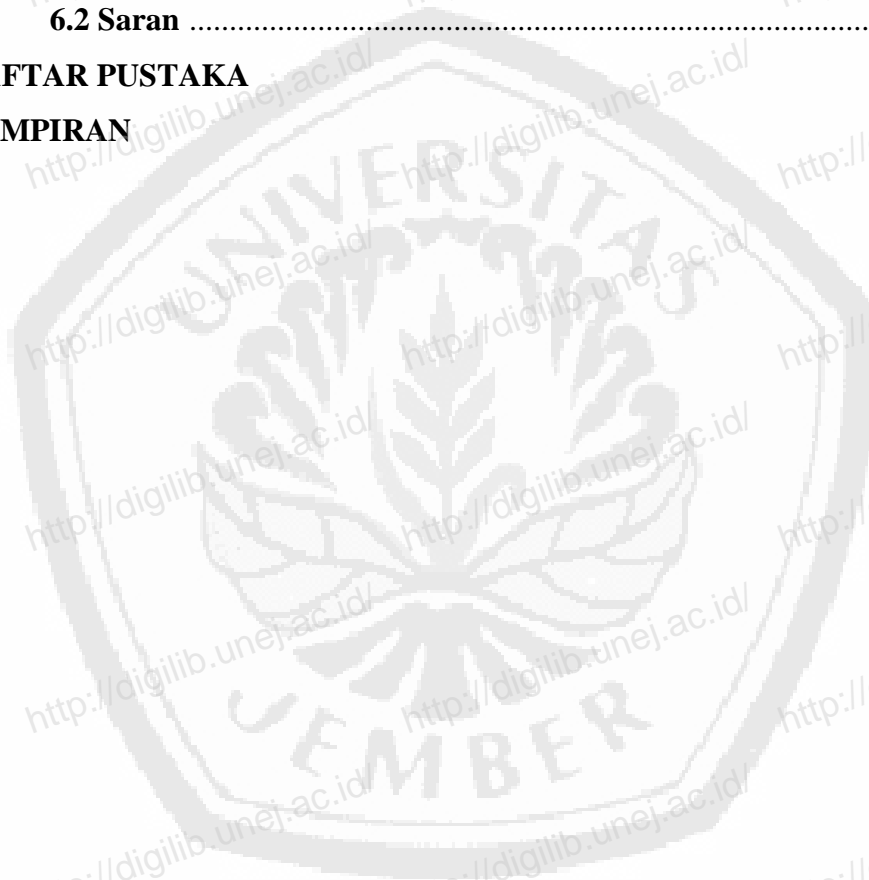 6.2 Saran ........................................................................................
FTAR PUSTAKA
MPIRAN
UNIVERSITAS
JEMBER
http://digilib.unej.ac.id/
http://digilib.unej.ac.id/
http://
http://digilib.unej.ac.id/
http://digilib.unej.ac.id/
http://
http://digilib.unej.ac.id/
http://digilib.unej.ac.id/
http://
http://digilib.unej.ac.id/
http://digilib.unej.ac.id/
http://
://digilib.unej.ac.id/
://digilib.unej.ac.id/